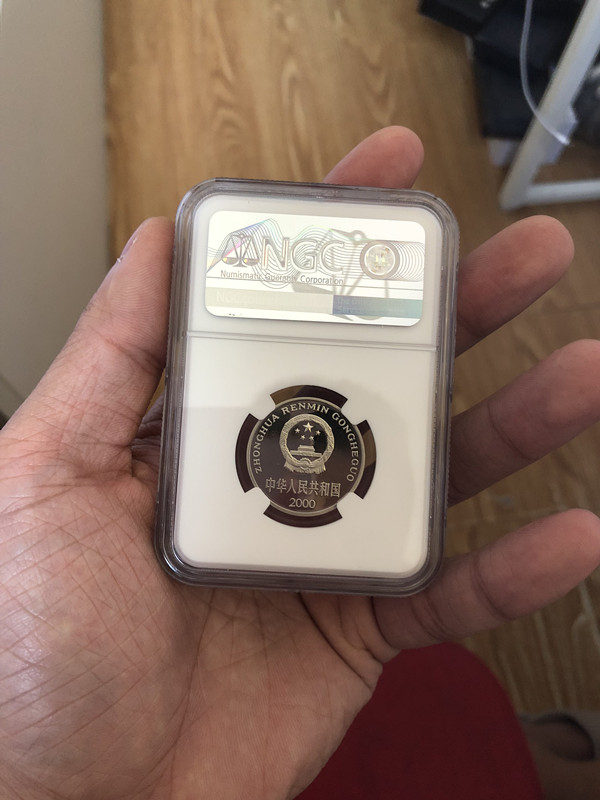 NGC
Numismatic Guaranty Corporation
ZHONGHUA RENMIN GONGHEGUO
中华人民共和国
2000